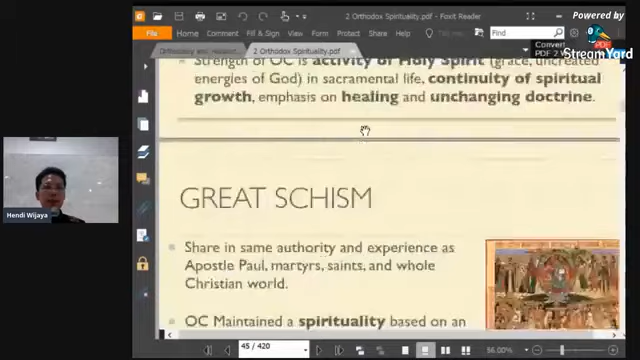 2 Orthodox Spirituality.pdf - Foxit Reader
Powered by
StreamYard
File Home Comment Fill & Sign View Form Protect Share Help
Find
Convert
PDF 2 W
2 Orthodox Spirituality.pdf
Strength of OC is activity of Holy Spirit (grace, uncreated
energies of God) in sacramental life, continuity of spiritual
growth, emphasis on healing and unchanging doctrine.
Hendi Wijaya
GREAT SCHISM
Share in same authority and experience as
Apostle Paul, martyrs, saints, and whole
Christian world.
OC Maintained a spirituality based on an
45 / 420
56.00%